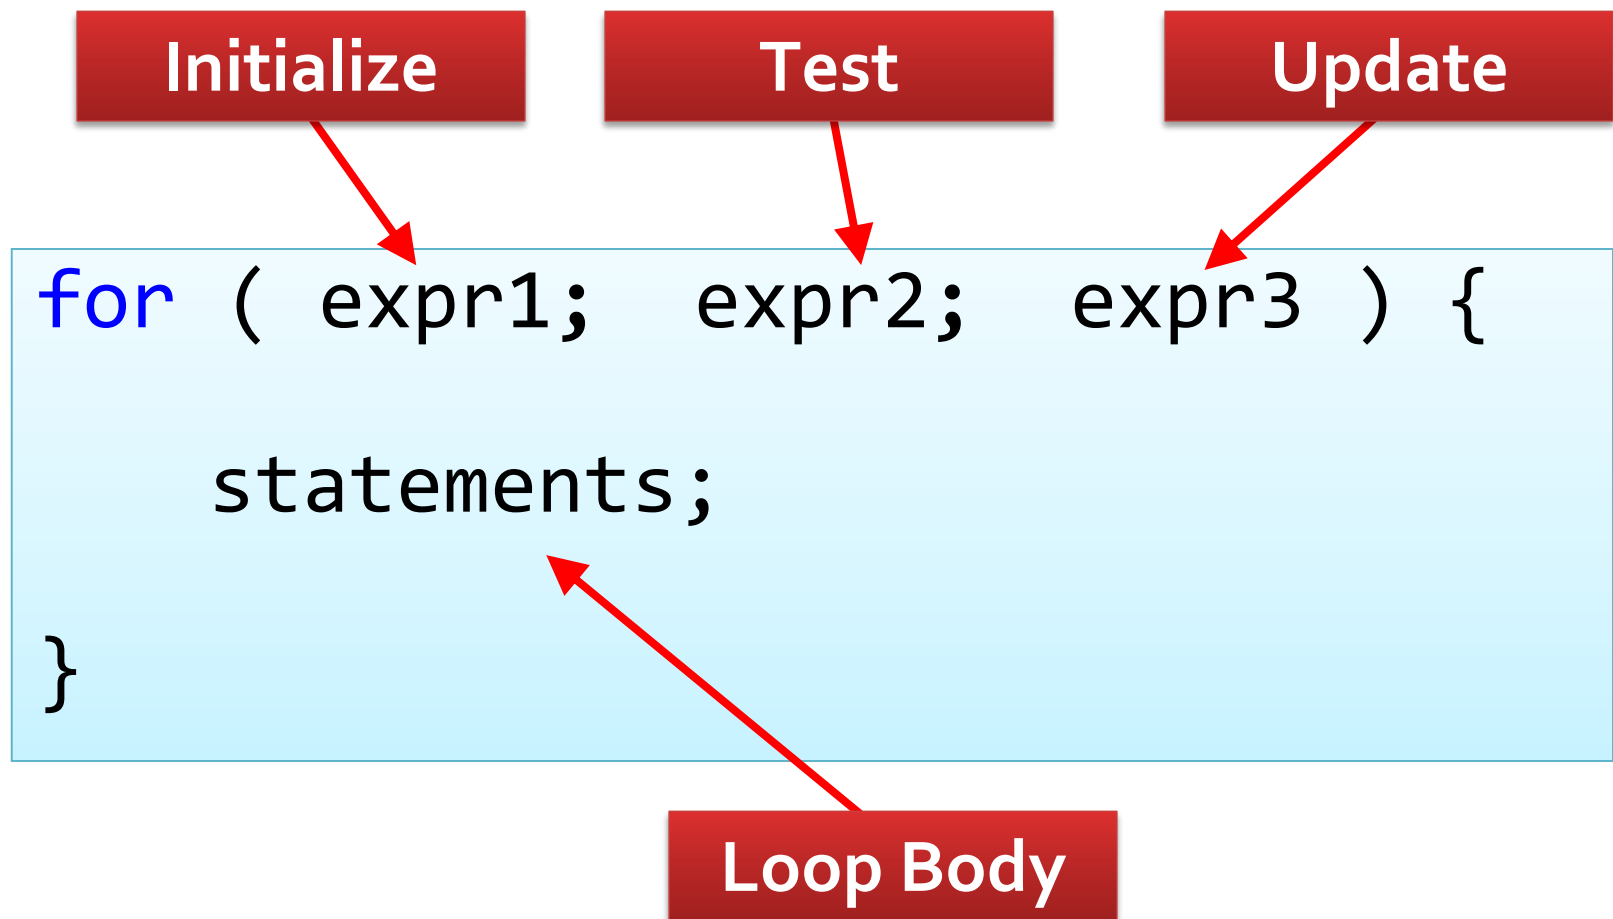 Initialize Test Update
for ( expr1; expr2; expr3 ) {
statements;
}
Loop Body